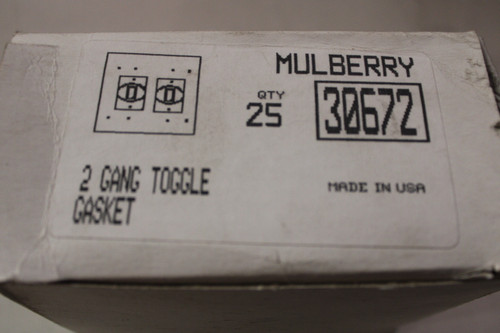 MULBERRY
QTY
25
30672
2 GANG TOGGLE
GASKET
MADE IN USA